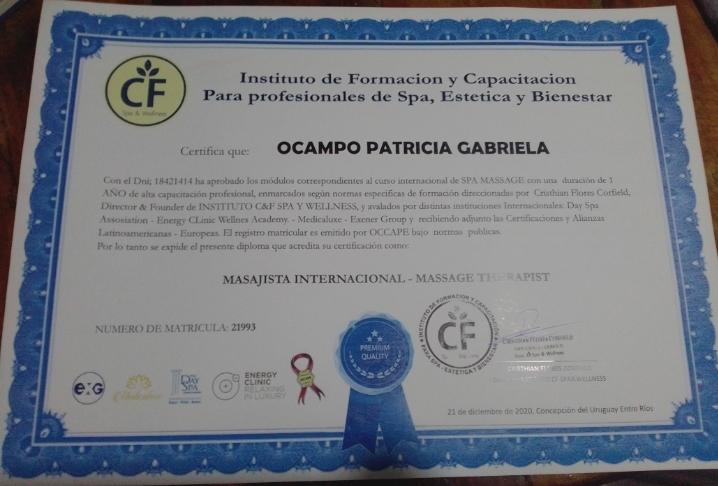 CF
Spa & Wellness
Instituto de Formacion y Capacitacion
Para profesionales de Spa, Estetica y Bienestar
Certifica que: OCAMPO PATRICIA GABRIELA
Con el Dni; 18421414 ha aprobado los módulos correspondientes al curso internacional de SPA MASSAGE con una duración de 1
AÑO de alta capacitación profesional, enmarcados según normas especificas de formación direccionadas por Cristhian Flores Corfield,
Director & Founder de INSTITUTO C&F SPA Y WELLNESS, y avalados por distintas instituciones Internacionales: Day Spa
Assosiation - Energy CLinic Wellnes Academy. - Medicaluxe - Exener Group y recibiendo adjunto las Certificaciones y Alianzas
Latinoamericanas - Europeas. El registro matricular es emitido por OCCAPE bajo normas publicas.
Por lo tanto se expide el presente diploma que acredita su certificación como:
MASAJISTA INTERNACIONAL - MASSAGE THERAPIST
NUMERO DE MATRICULA: 21993
PREMIUM
QUALITY
INSTITUTO DE FORMACION Y CAPACITACION
CF
PARA SPA - ESTETICA Y BIENESTAR
exG
DAY
SPA
ENERGY
CLINIC
RELAXING
IN LUXURY
21 de diciembre de 2020, Concepción del Uruguay Entre Ríos